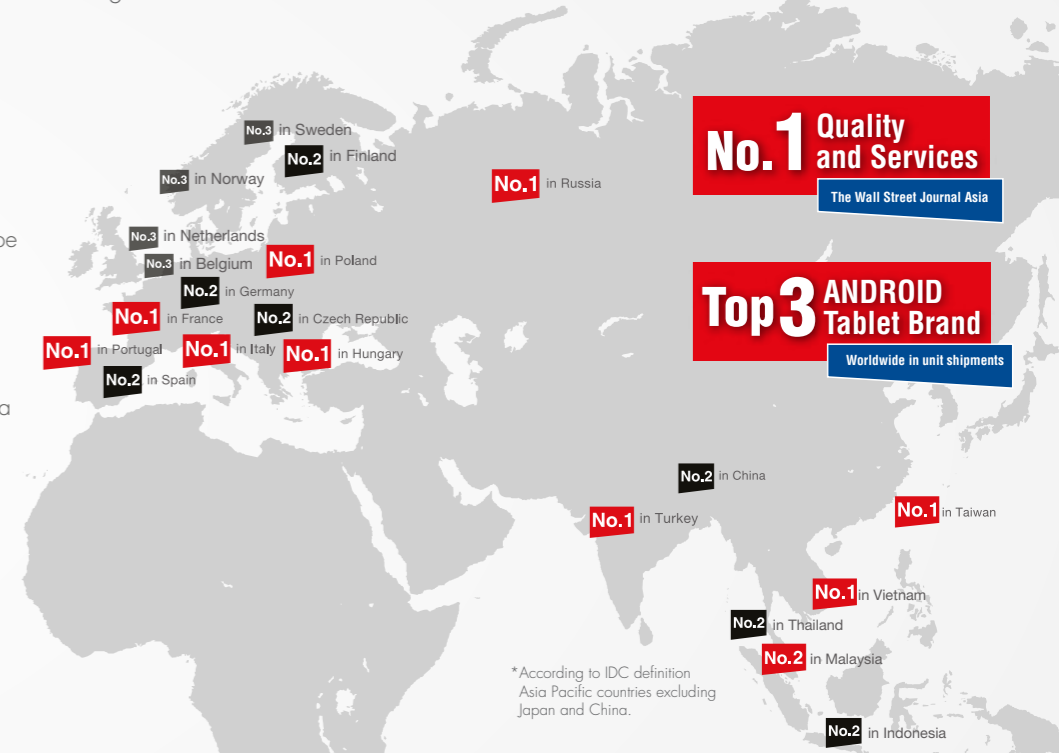 No.3 in Sweden
No.2 in Finland
No.3 in Norway
No.1 in Russia
No.1 Quality
and Services
The Wall Street Journal Asia
No.3 in Netherlands
No.3 in Belgium
No.1 in Poland
No.2 in Germany
No.1 in France
No.2 in Czech Republic
No.1 in Portugal
No.1 in Italy
No.1 in Hungary
No.2 in Spain
Top 3 ANDROID
Tablet Brand
Worldwide in unit shipments
No.2 in China
No.1 in Turkey
No.1 in Taiwan
No.1 in Vietnam
No.2 in Thailand
No.2 in Malaysia
*According to IDC definition
Asia Pacific countries excluding
Japan and China.
No.2 in Indonesia